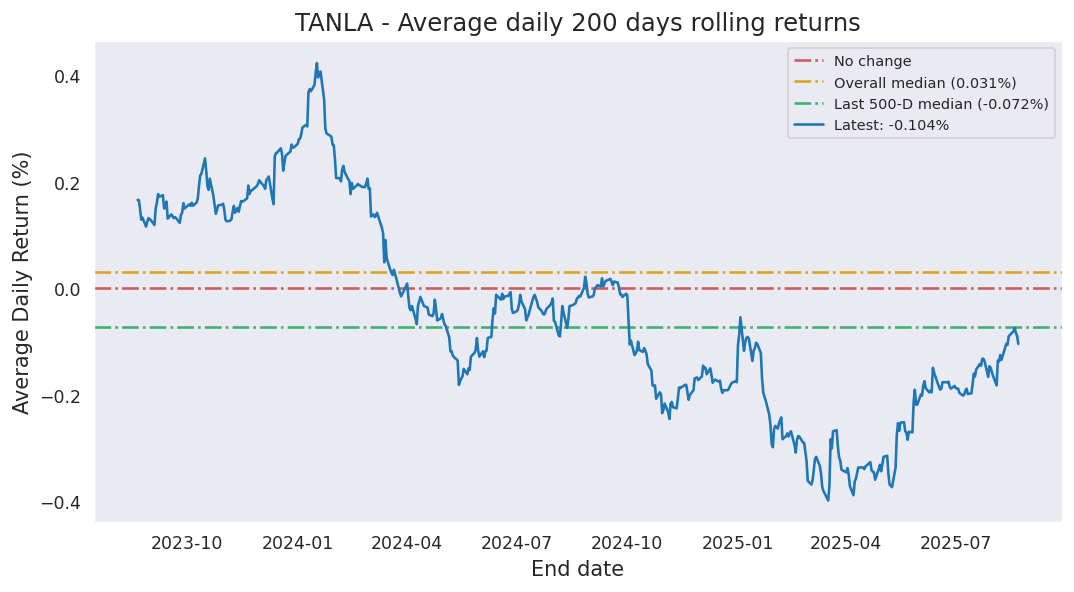 TANLA - Average daily 200 days rolling returns
No change
Overall median (0.031%)
Last 500-D median (-0.072%)
Latest: -0.104%
Average Daily Return (%)
0.4
0.2
0.0
−0.2
−0.4
2023-10 2024-01 2024-04 2024-07 2024-10 2025-01 2025-04 2025-07
End date